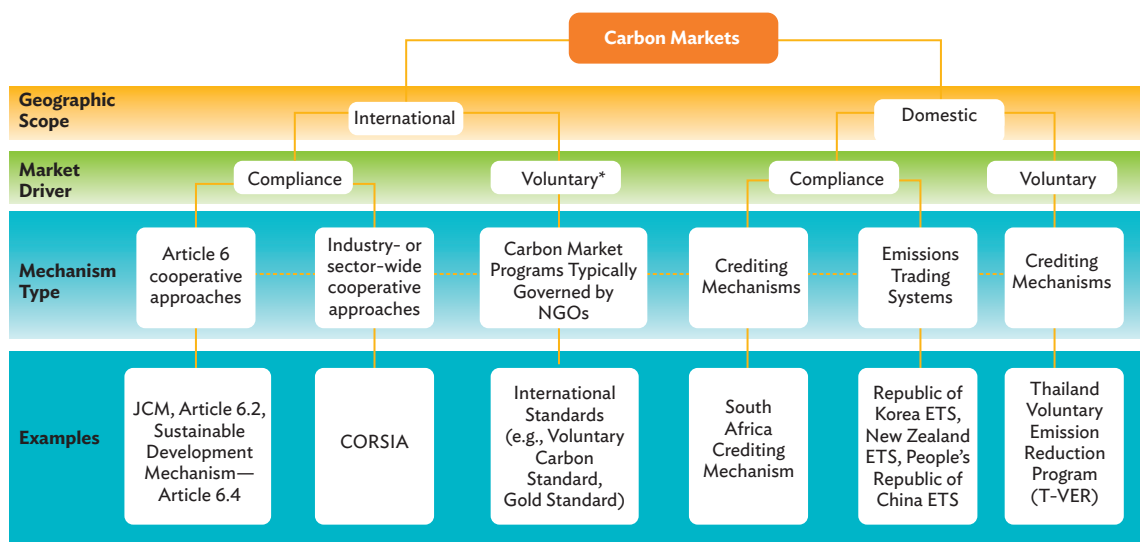 Carbon Markets
Geographic
Scope
International
Domestic
Market
Driver
Compliance
Voluntary*
Compliance
Voluntary
Mechanism
Type
Article 6
cooperative
approaches
Industry- or
sector-wide
cooperative
approaches
Carbon Market
Programs Typically
Governed by
NGOs
Crediting
Mechanisms
Emissions
Trading
Systems
Crediting
Mechanisms
Examples
JCM, Article 6.2,
Sustainable
Development
Mechanism—
Article 6.4
CORSIA
International
Standards
(e.g., Voluntary
Carbon
Standard,
Gold Standard)
South
Africa
Crediting
Mechanism
Republic of
Korea ETS,
New Zealand
ETS, People’s
Republic of
China ETS
Thailand
Voluntary
Emission
Reduction
Program
(T-VER)